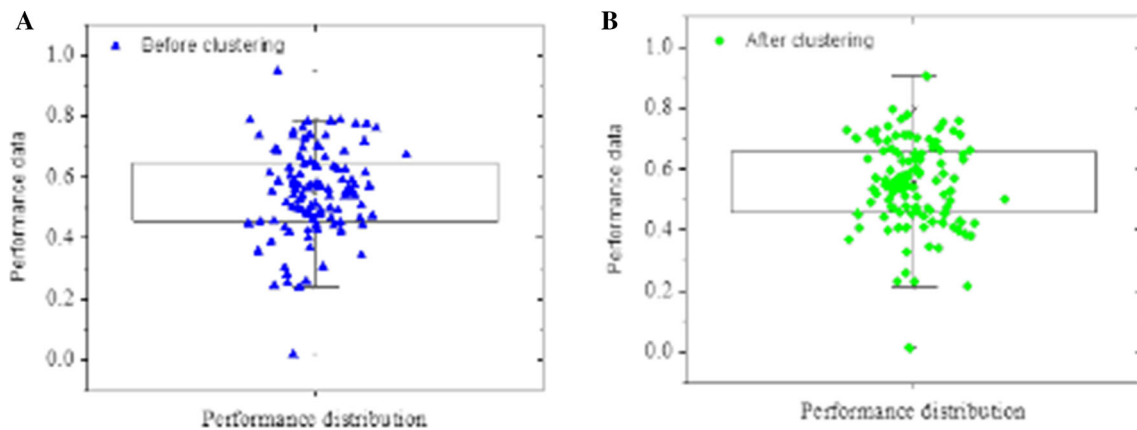 A
Before clustering
1.0
0.8
0.6
0.4
0.2
0.0
Performance data
Performance distribution
B
After clustering
1.0
0.8
0.6
0.4
0.2
0.0
Performance data
Performance distribution